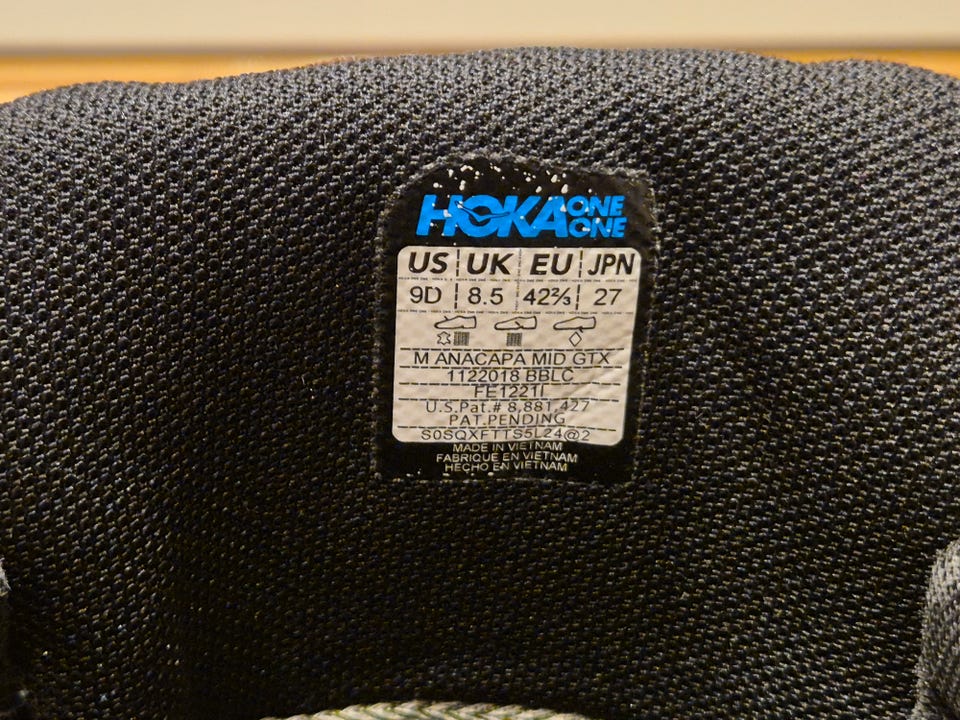 HOKA ONE ONE
US UK EU JPN
9D 8.5 42⅔ 27
M ANACAPA MID GTX
1122018 BBLC
FE1221I
U.S.Pat.# 8,881,427
PAT.PENDING
S0SQXFTTS5L24@2
MADE IN VIETNAM
FABRIQUE EN VIETNAM
HECHO EN VIETNAM